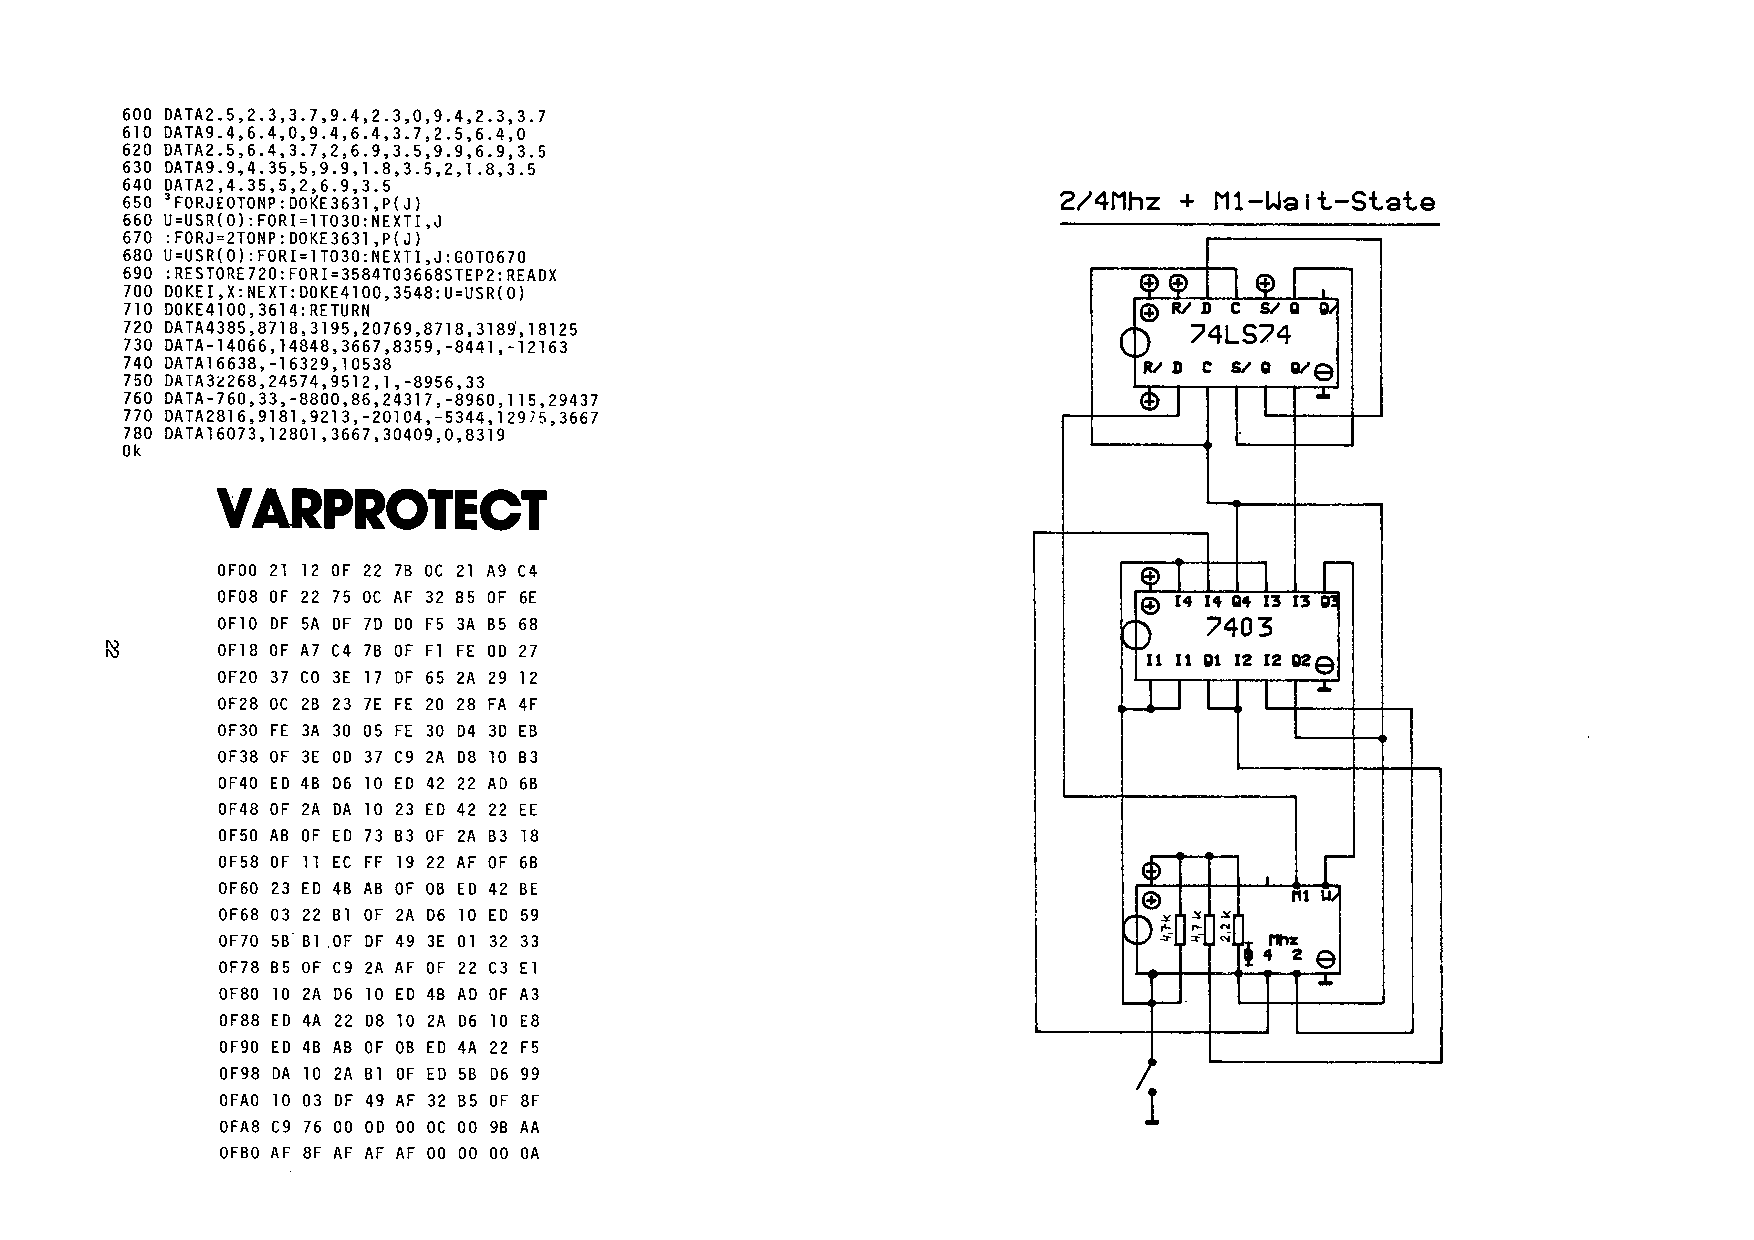 600 DATA2.5,2.3,3.7,9.4,2.3,0,9.4,2.3,3.7
610 DATA9.4,6.4,0,9.4,6.4,3.7,2.5,6.4,0
620 DATA2.5,6.4,3.7,2,6.9,3.5,9.9,6.9,3.5
630 DATA9.9,4.35,5,9.9,1.8,3.5,2,1.8,3.5
640 DATA2,4.35,5,2,6.9,3.5
650 ³FORJ£0TONP:DOKE3631,P(J)
660 U=USR(0):FORI=1TO30:NEXTI,J
670 :FORJ=2TONP:DOKE3631,P(J)
680 U=USR(0):FORI=1TO30:NEXTI,J:GOTO670
690 :RESTORE720:FORI=3584TO3668STEP2:READX
700 DOKEI,X:NEXT:DOKE4100,3548:U=USR(0)
710 DOKE4100,3614:RETURN
720 DATA4385,8718,3195,20769,8718,3189,18125
730 DATA-14066,14848,3667,8359,-8441,-12163
740 DATA16638,-16329,10538
750 DATA32268,24574,9512,1,-8956,33
760 DATA-760,33,-8800,86,24317,-8960,115,29437
770 DATA2816,9181,9213,-20104,-5344,12975,3667
780 DATA16073,12801,3667,30409,0,8319
Ok
VARPROTECT
0F00 21 12 0F 22 7B 0C 21 A9 C4
0F08 0F 22 75 0C AF 32 B5 0F 6E
0F10 DF 5A DF 7D D0 F5 3A B5 68
0F18 0F A7 C4 7B 0F F1 FE 0D 27
0F20 37 C0 3E 17 DF 65 2A 29 12
0F28 0C 2B 23 7E FE 20 28 FA 4F
0F30 FE 3A 30 05 FE 30 D4 3D EB
0F38 0F 3E 0D 37 C9 2A D8 10 B3
0F40 ED 4B D6 10 ED 42 22 AD 6B
0F48 0F 2A DA 10 23 ED 42 22 EE
0F50 AB 0F ED 73 B3 0F 2A B3 18
0F58 0F 11 EC FF 19 22 AF 0F 6B
0F60 23 ED 4B AB 0F 0B ED 42 BE
0F68 03 22 B1 0F 2A D6 10 ED 59
0F70 5B B1 0F DF 49 3E 01 32 33
0F78 B5 0F C9 2A AF 0F 22 C3 E1
0F80 10 2A D6 10 ED 4B AD 0F A3
0F88 ED 4A 22 D8 10 2A D6 10 E8
0F90 ED 4B AB 0F 0B ED 4A 22 F5
0F98 DA 10 2A B1 0F ED 5B D6 99
0FA0 10 03 DF 49 AF 32 B5 0F 8F
0FA8 C9 76 00 0D 00 0C 00 9B AA
0FB0 AF 8F AF AF AF 00 00 00 0A
22
2/4Mhz + M1-Wait-State
R/ D C S/ Q Q/
74LS74
R/ D C S/ Q Q/
I4 I4 Q4 I3 I3 Q3
7403
I1 I1 Q1 I2 I2 Q2
M1 W/
4,7k 4,7k 2,2k
Mhz
4 2